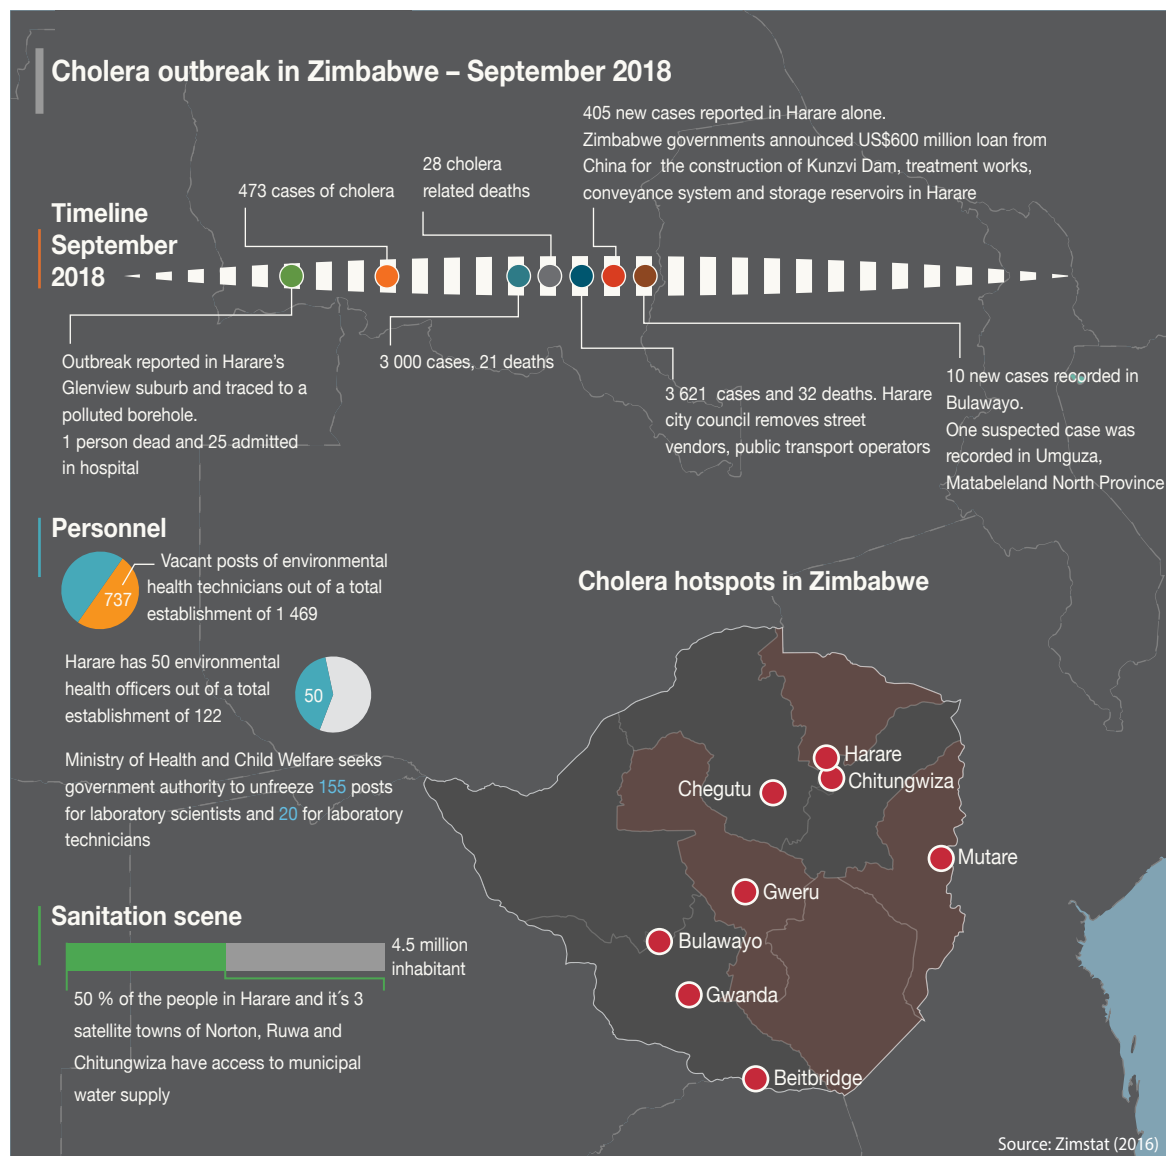 Cholera outbreak in Zimbabwe – September 2018
405 new cases reported in Harare alone.
Zimbabwe governments announced US$600 million loan from
China for the construction of Kunzvi Dam, treatment works,
conveyance system and storage reservoirs in Harare
28 cholera
related deaths
473 cases of cholera
Timeline
September
2018
Outbreak reported in Harare’s
Glenview suburb and traced to a
polluted borehole.
1 person dead and 25 admitted
in hospital
3 000 cases, 21 deaths
3 621 cases and 32 deaths. Harare
city council removes street
vendors, public transport operators
10 new cases recorded in
Bulawayo.
One suspected case was
recorded in Umguza,
Matabeleland North Province
Personnel
737
Vacant posts of environmental
health technicians out of a total
establishment of 1 469
Harare has 50 environmental
health officers out of a total
establishment of 122
50
Ministry of Health and Child Welfare seeks
government authority to unfreeze 155 posts
for laboratory scientists and 20 for laboratory
technicians
Sanitation scene
4.5 million
inhabitant
50 % of the people in Harare and it´s 3
satellite towns of Norton, Ruwa and
Chitungwiza have access to municipal
water supply
Cholera hotspots in Zimbabwe
Harare
Chitungwiza
Chegutu
Mutare
Gweru
Bulawayo
Gwanda
Beitbridge
Source: Zimstat (2016)